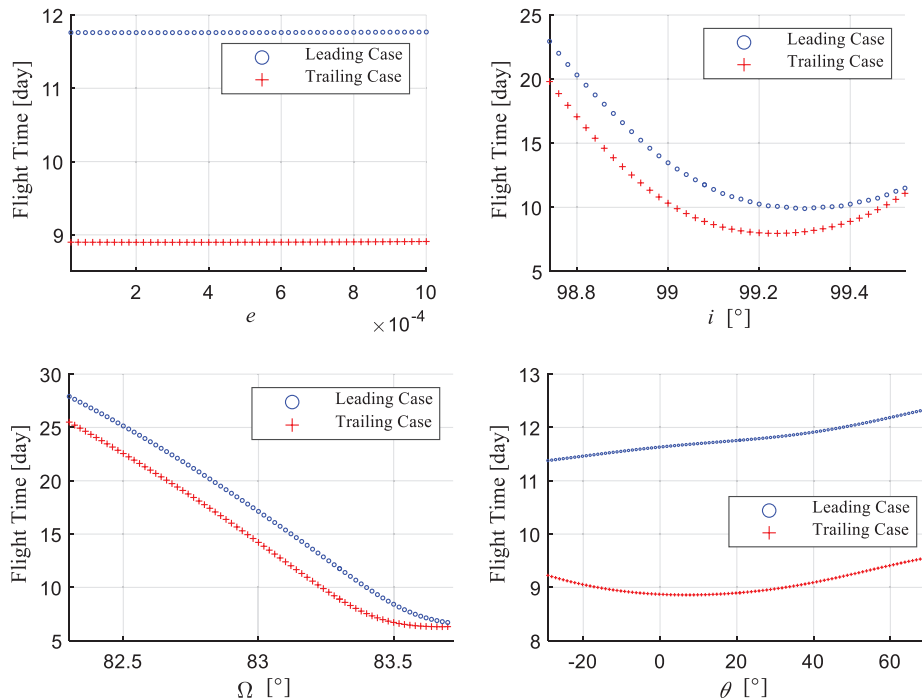 12
11
10
9
Flight Time [day]
Leading Case
Trailing Case
2
4
6
8
10
×10⁻⁴
e
25
20
15
10
5
Flight Time [day]
Leading Case
Trailing Case
98.8
99
99.2
99.4
i [°]
30
25
20
15
10
5
Flight Time [day]
Leading Case
Trailing Case
82.5
83
83.5
Ω [°]
13
12
11
10
9
8
Flight Time [day]
Leading Case
Trailing Case
-20
0
20
40
60
θ [°]